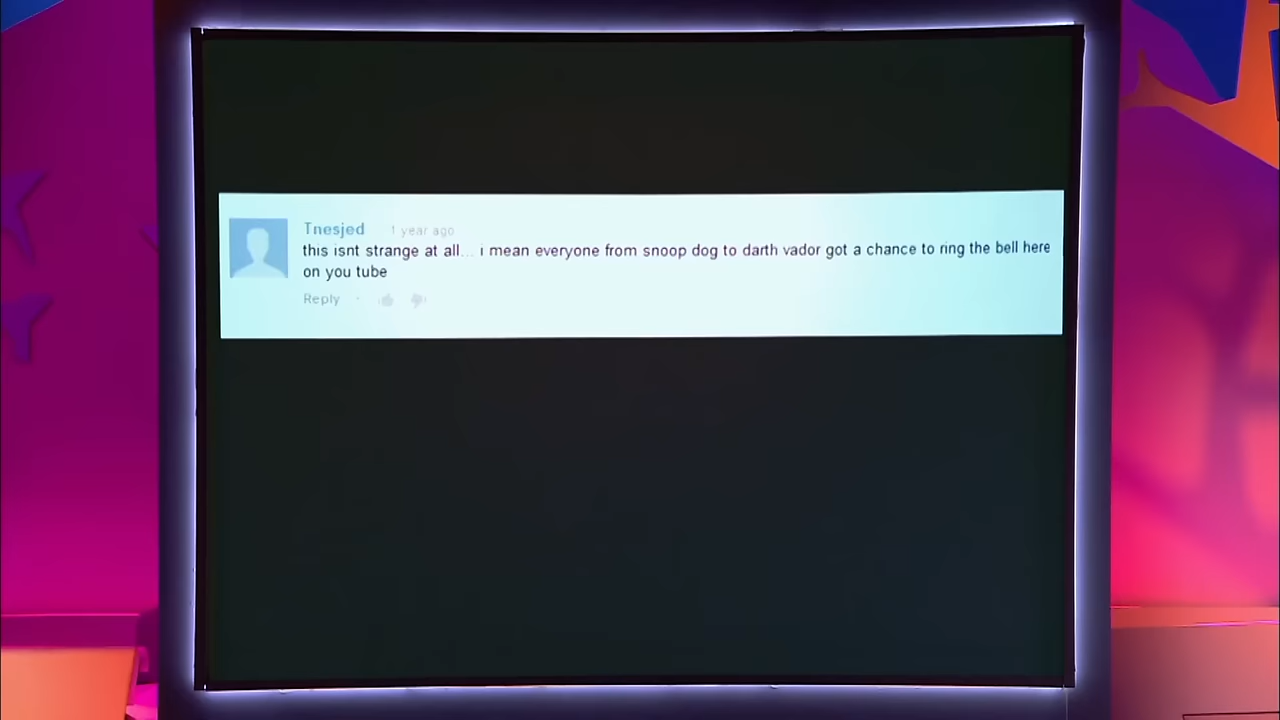 Tnesjed 1 year ago
this isnt strange at all... i mean everyone from snoop dog to darth vador got a chance to ring the bell here
on you tube
Reply ·